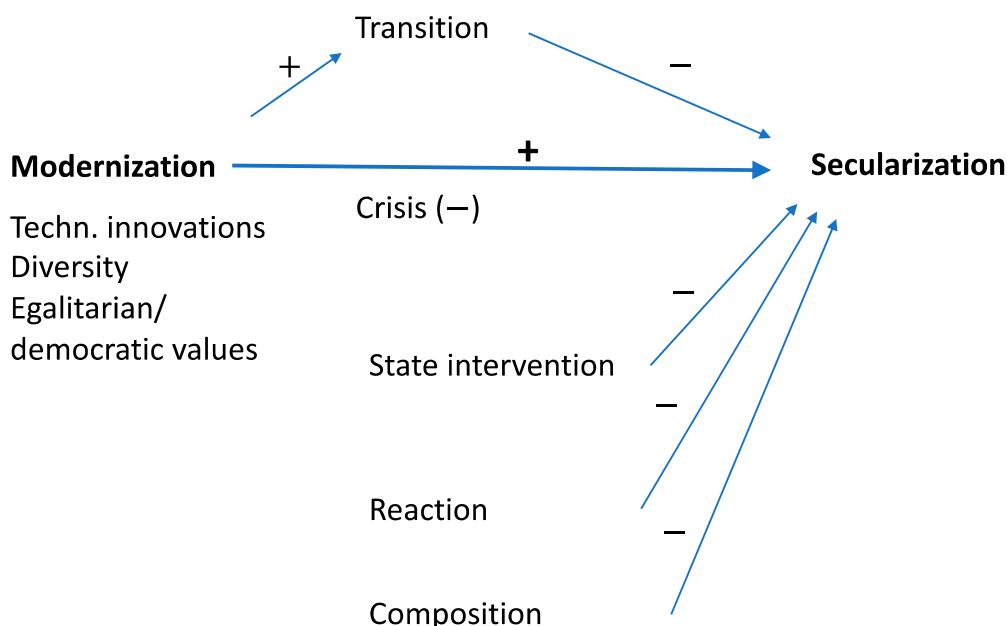 Transition
+
−
+
Modernization
Secularization
Crisis (−)
Techn. innovations
Diversity
Egalitarian/
democratic values
−
State intervention
−
Reaction
−
Composition